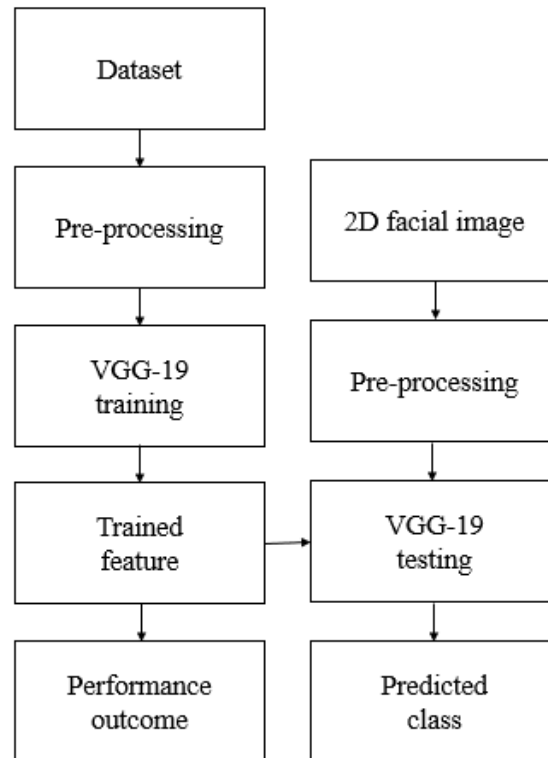 Dataset
Pre-processing
VGG-19
training
Trained
feature
Performance
outcome
2D facial image
Pre-processing
VGG-19
testing
Predicted
class